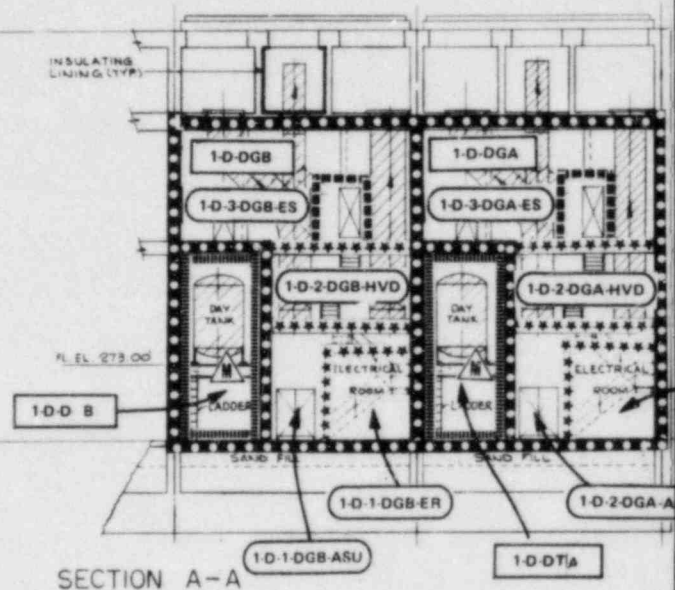 INSULATING
LINING (TYP)
1-D-DGB
1-D-DGA
1-D-3-DGB-ES
1-D-3-DGA-ES
1-D-2-DGB-HVD
1-D-2-DGA-HVD
DAY
TANK
DAY
TANK
FL. EL. 273.00
M
ELECTRICAL
ROOM
M
ELECTRICAL
ROOM
1-D-D B
LADDER
LADDER
SAND FILL
SAND FILL
1-D-1-DGB-ER
1-D-2-DGA-A
1-D-1-DGB-ASU
1-D-DTA
SECTION A-A